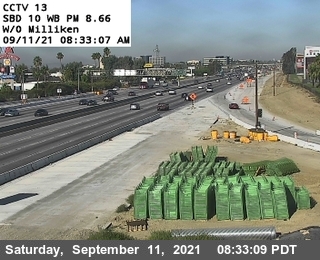 CCTV 13
SBD 10 WB PM 8.66
W/O Milliken
09/11/21 08:33:07 AM
Saturday, September 11, 2021 08:33:09 PDT